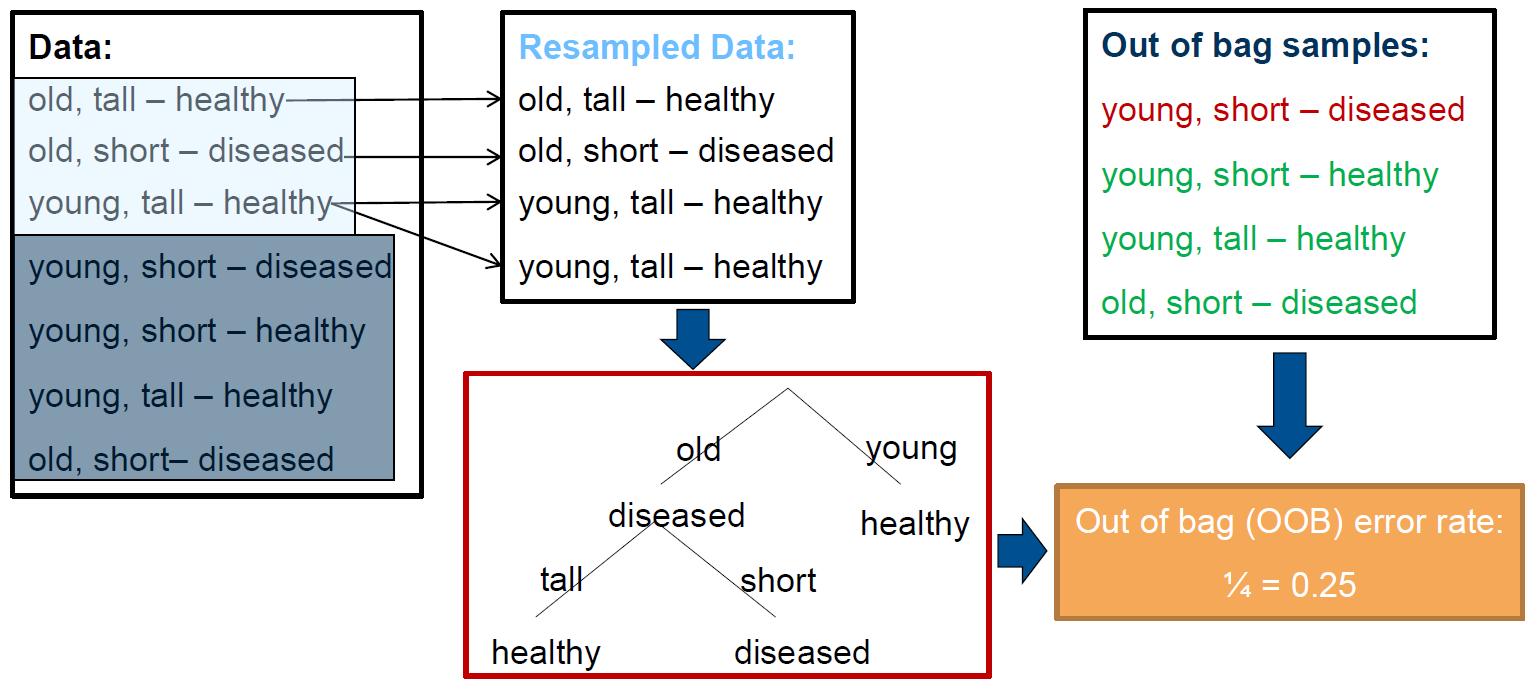 Data:
old, tall – healthy
old, short – diseased
young, tall – healthy
young, short – diseased
young, short – healthy
young, tall – healthy
old, short– diseased
Resampled Data:
old, tall – healthy
old, short – diseased
young, tall – healthy
young, tall – healthy
old
young
diseased
healthy
tall
short
healthy
diseased
Out of bag samples:
young, short – diseased
young, short – healthy
young, tall – healthy
old, short – diseased
Out of bag (OOB) error rate:
¼ = 0.25